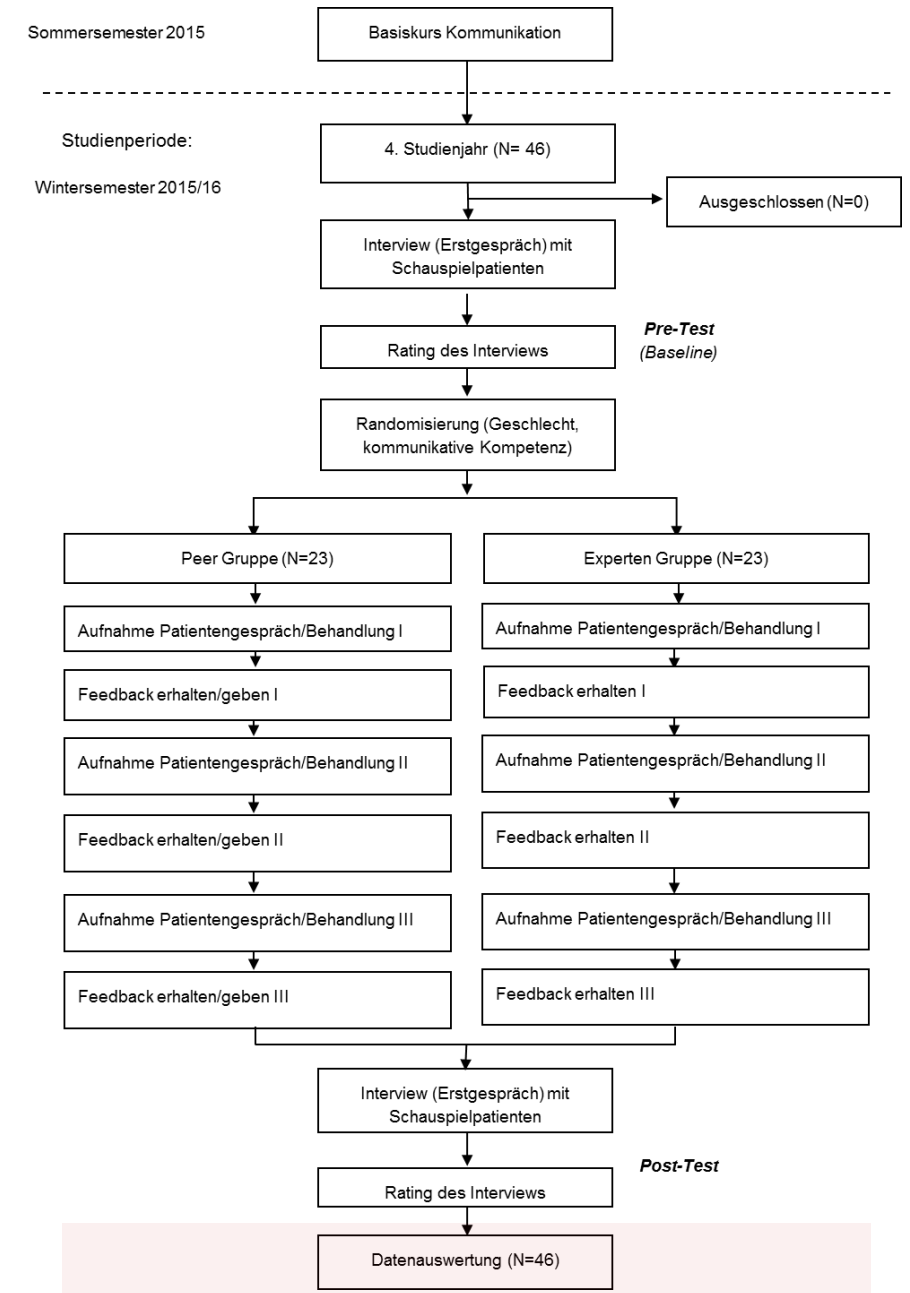 Sommersemester 2015
Basiskurs Kommunikation
Studienperiode:
Wintersemester 2015/16
4. Studienjahr (N= 46)
Ausgeschlossen (N=0)
Interview (Erstgespräch) mit
Schauspielpatienten
Pre-Test
(Baseline)
Rating des Interviews
Randomisierung (Geschlecht,
kommunikative Kompetenz)
Peer Gruppe (N=23)
Aufnahme Patientengespräch/Behandlung I
Feedback erhalten/geben I
Aufnahme Patientengespräch/Behandlung II
Feedback erhalten/geben II
Aufnahme Patientengespräch/Behandlung III
Feedback erhalten/geben III
Experten Gruppe (N=23)
Aufnahme Patientengespräch/Behandlung I
Feedback erhalten I
Aufnahme Patientengespräch/Behandlung II
Feedback erhalten II
Aufnahme Patientengespräch/Behandlung III
Feedback erhalten III
Interview (Erstgespräch) mit
Schauspielpatienten
Post-Test
Rating des Interviews
Datenauswertung (N=46)